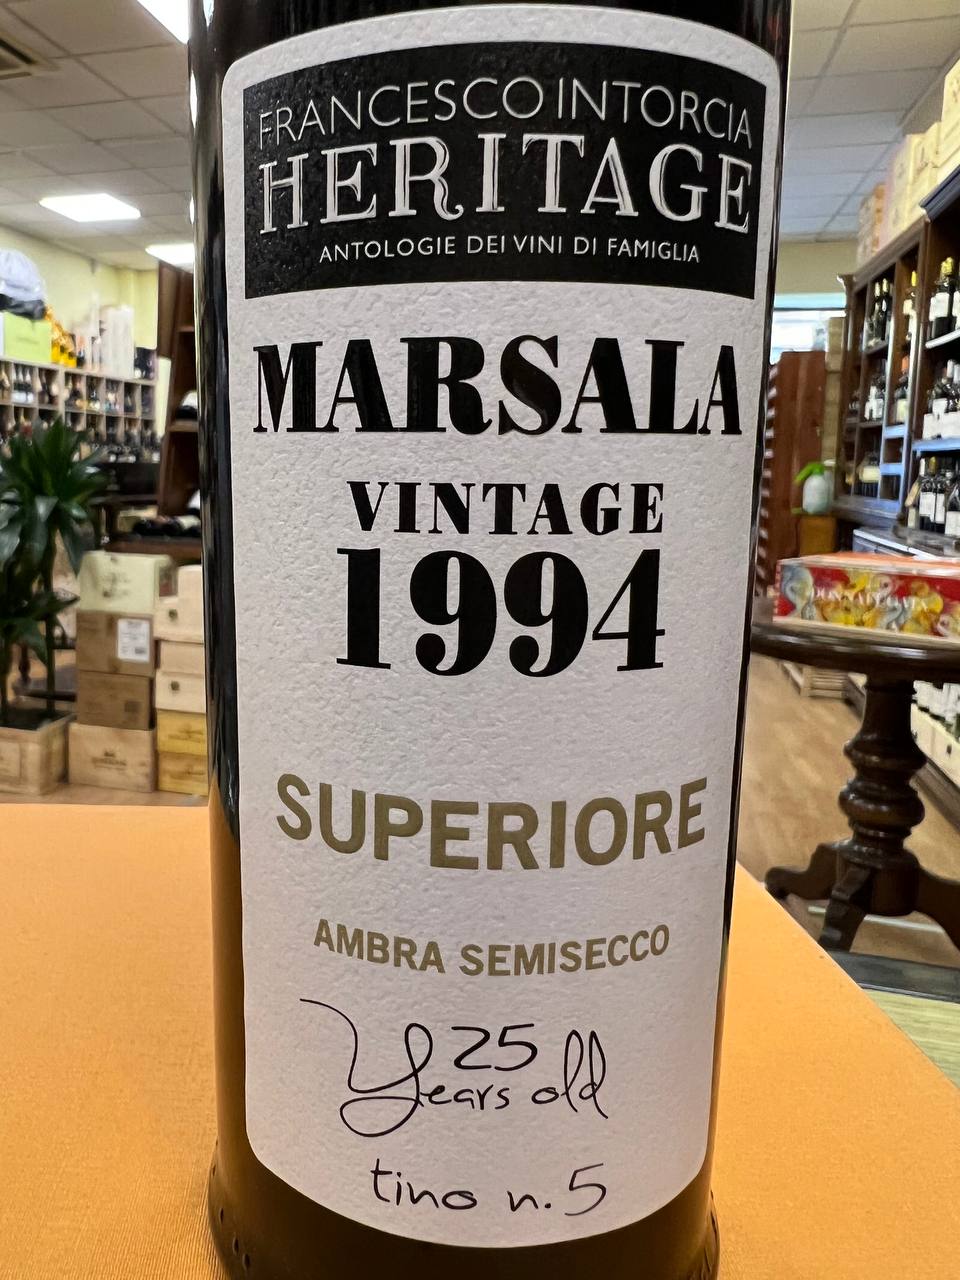 FRANCESCO INTORCIA
HERITAGE
ANTOLOGIE DEI VINI DI FAMIGLIA
MARSALA
VINTAGE
1994
SUPERIORE
AMBRA SEMISECCO
25
Years old
tino n.5
DONNAFUGATA